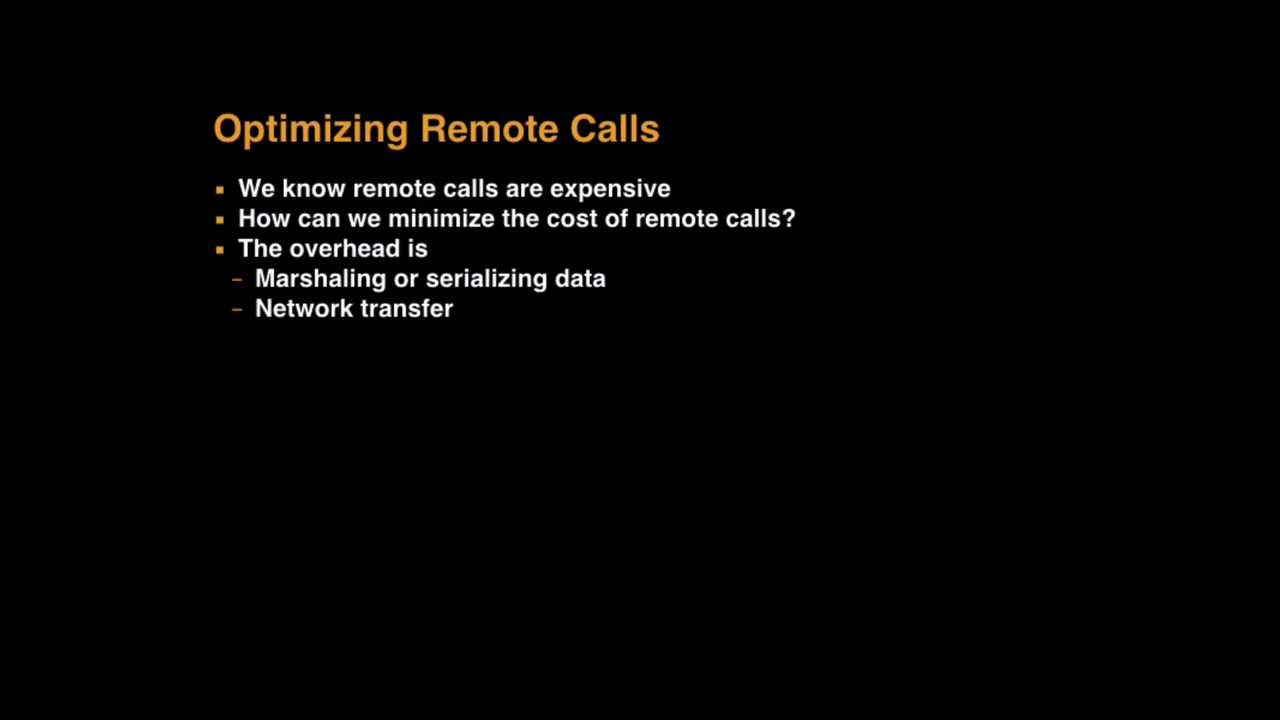 Optimizing Remote Calls
▪ We know remote calls are expensive
▪ How can we minimize the cost of remote calls?
▪ The overhead is
– Marshaling or serializing data
– Network transfer